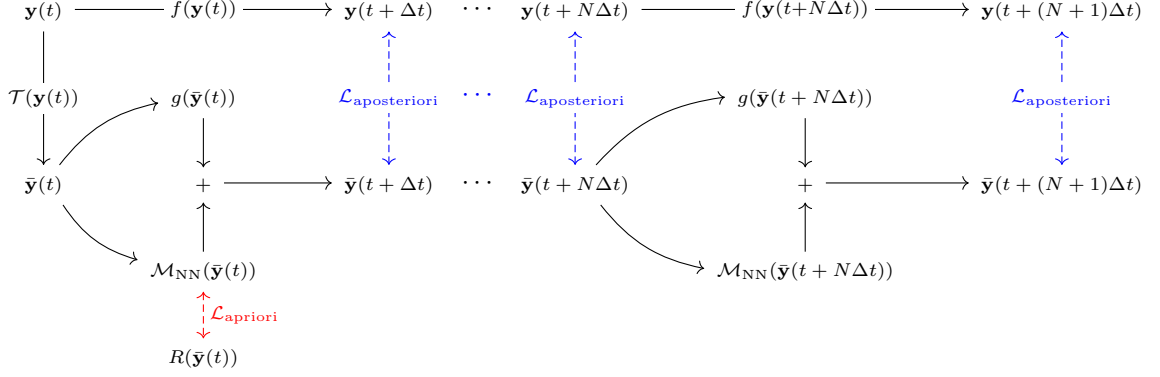 𝐲(t) f(𝐲(t)) 𝐲(t + Δt) ··· 𝐲(t + NΔt) f(𝐲(t+NΔt)) 𝐲(t + (N + 1)Δt)
𝒯(𝐲(t)) g(𝐲̄(t)) ℒ_aposteriori ··· ℒ_aposteriori g(𝐲̄(t + NΔt)) ℒ_aposteriori
𝐲̄(t) + 𝐲̄(t + Δt) ··· 𝐲̄(t + NΔt) + 𝐲̄(t + (N + 1)Δt)
ℳ_NN(𝐲̄(t)) ℳ_NN(𝐲̄(t + NΔt))
ℒ_apriori
R(𝐲̄(t))